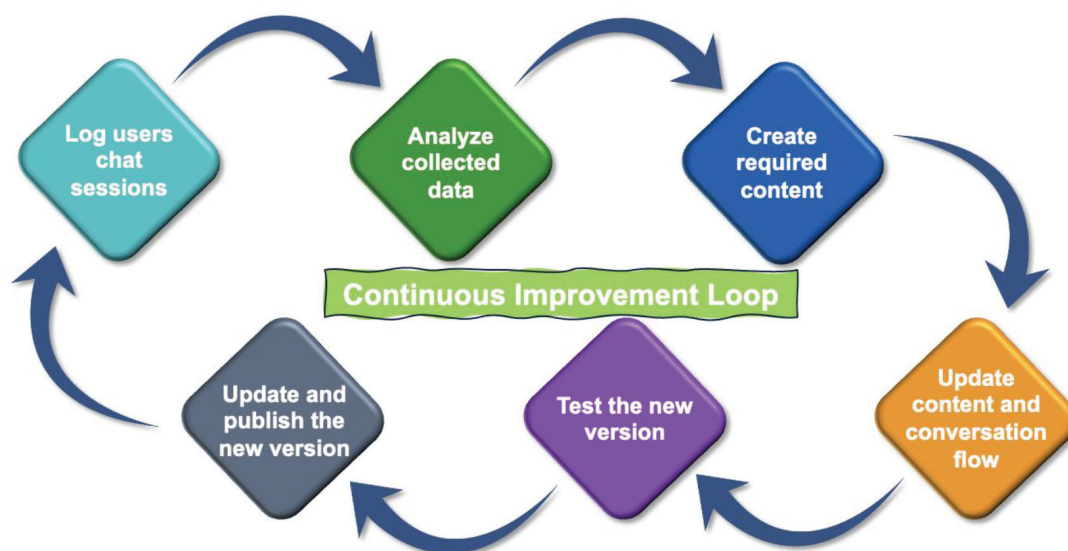 Log users
chat
sessions
Analyze
collected
data
Create
required
content
Continuous Improvement Loop
Update and
publish the
new version
Test the new
version
Update
content and
conversation
flow